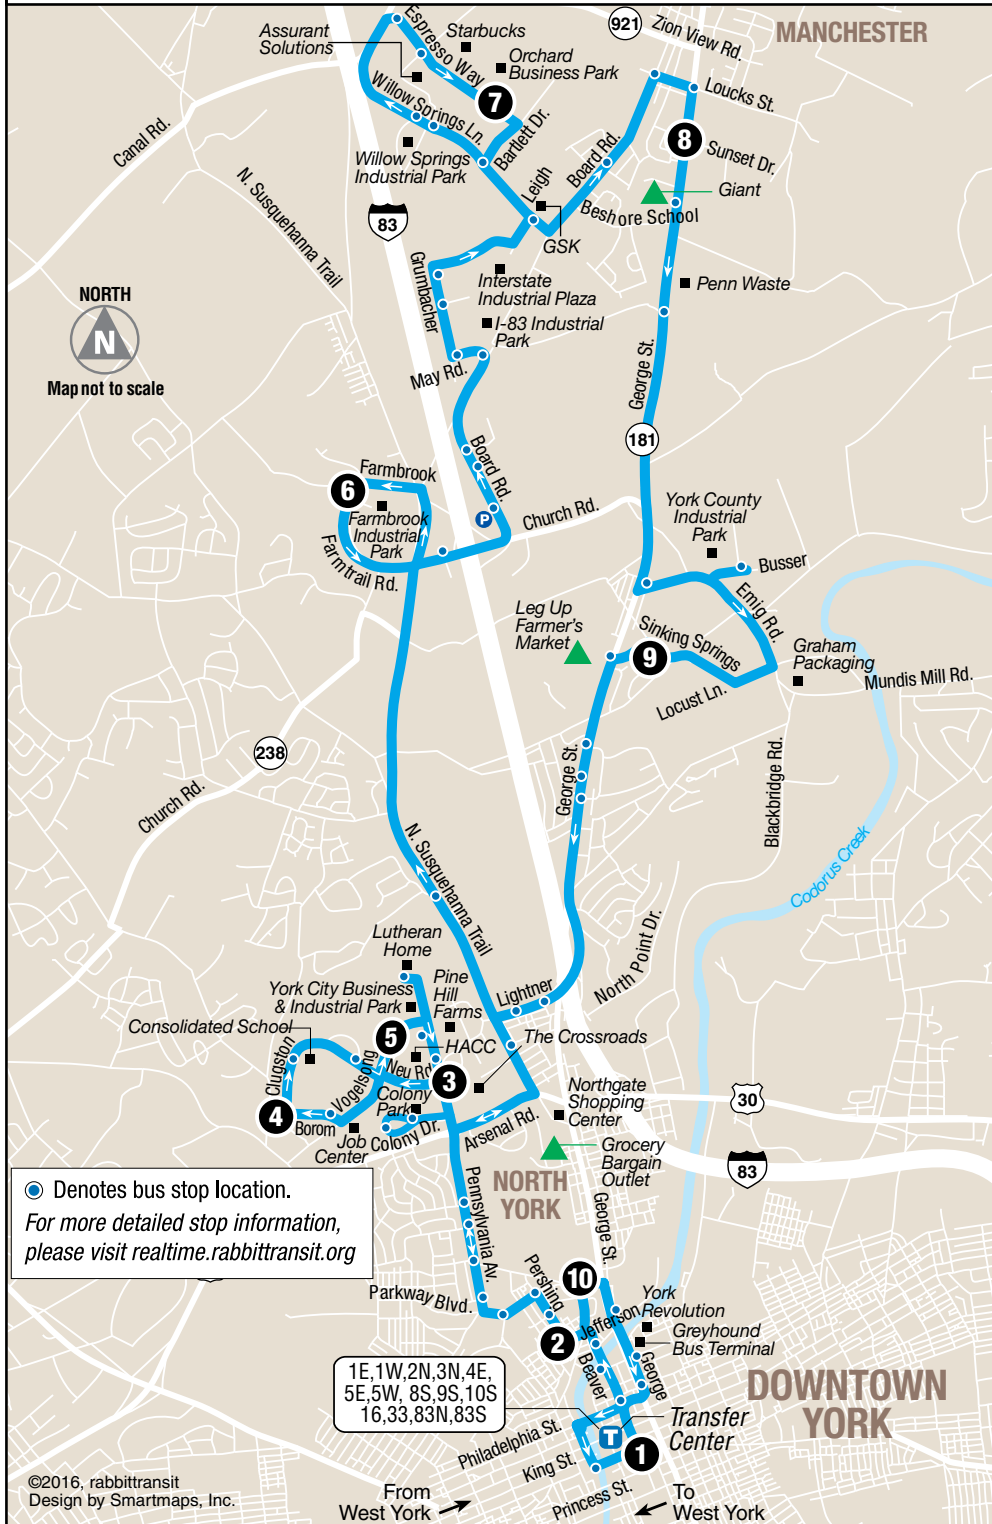 921
Zion View Rd.
MANCHESTER
Assurant
Solutions
Espresso Way
Starbucks
Orchard
Business Park
7
Loucks St.
Willow Springs Ln.
Bartlett Dr.
8
Sunset Dr.
Canal Rd.
Willow Springs
Industrial Park
Board Rd.
Leigh
Giant
N. Susquehanna Trail
83
Beshore School
GSK
Grumbacher
Interstate
Industrial Plaza
Penn Waste
NORTH
N
Map not to scale
I-83 Industrial
Park
May Rd.
George St.
181
Board Rd.
Farmbrook
6
Farmbrook
Industrial
Park
P
Church Rd.
York County
Industrial
Park
Busser
Farmtrail Rd.
Emig Rd.
Leg Up
Farmer's
Market
Sinking Springs
9
Graham
Packaging
Mundis Mill Rd.
Locust Ln.
238
George St.
Blackbridge Rd.
Church Rd.
Codorus Creek
N. Susquehanna Trail
Lutheran
Home
North Point Dr.
York City Business
& Industrial Park
Pine
Hill
Farms
Lightner
Consolidated School
5
HACC
The Crossroads
Clugston
Vogelsong
Neu Rd.
3
Northgate
Shopping
Center
30
Colony
Park
4
Borom
Job
Center
Colony Dr.
Arsenal Rd.
Grocery
Bargain
Outlet
83
NORTH
YORK
Denotes bus stop location.
For more detailed stop information,
please visit realtime.rabbittransit.org
Pennsylvania Av.
George St.
Pershing
10
Parkway Blvd.
York
Revolution
2
Jefferson
Greyhound
Bus Terminal
Beaver
George
1E,1W,2N,3N,4E,
5E,5W, 8S,9S,10S
16,33,83N,83S
DOWNTOWN
YORK
Philadelphia St.
T
Transfer
Center
1
King St.
Princess St.
©2016, rabbittransit
Design by Smartmaps, Inc.
From
West York
To
West York